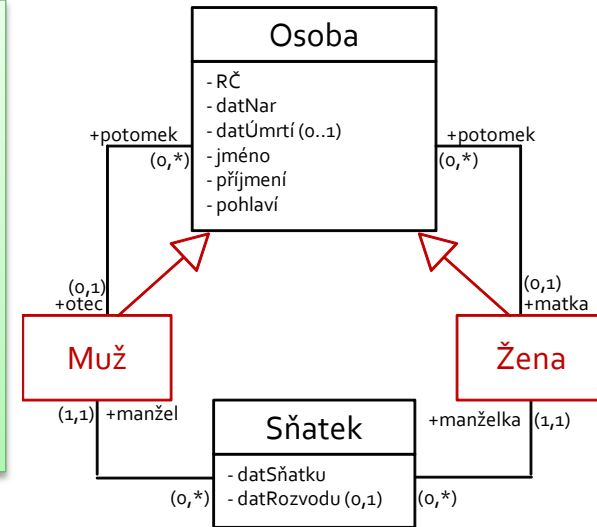 Osoba
- RČ
- datNar
- datÚmrtí (0..1)
- jméno
- příjmení
- pohlaví
+potomek
(0,*)
+potomek
(0,*)
(0,1)
+otec
(0,1)
+matka
Muž
Žena
(1,1) +manžel
+manželka (1,1)
Sňatek
- datSňatku
- datRozvodu (0,1)
(0,*)
(0,*)